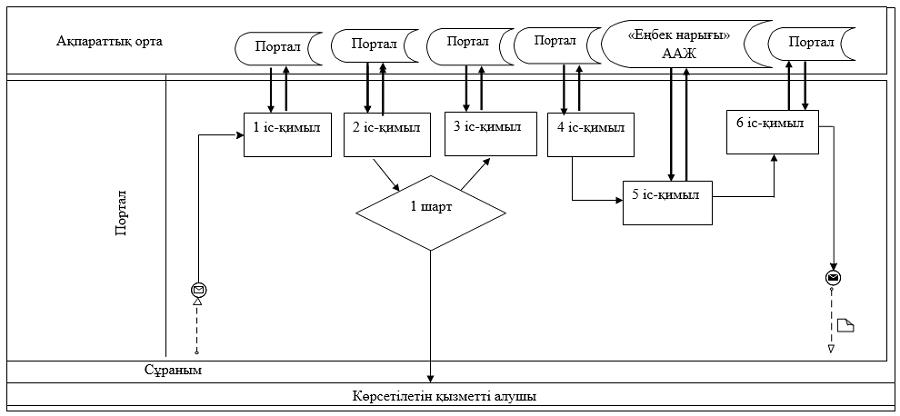 Ақпараттық орта
Портал
Портал
Портал
Портал
«Еңбек нарығы»
ААЖ
Портал
Портал
1 іс-қимыл
2 іс-қимыл
3 іс-қимыл
4 іс-қимыл
5 іс-қимыл
6 іс-қимыл
1 шарт
Сұраным
Көрсетілетін қызметті алушы